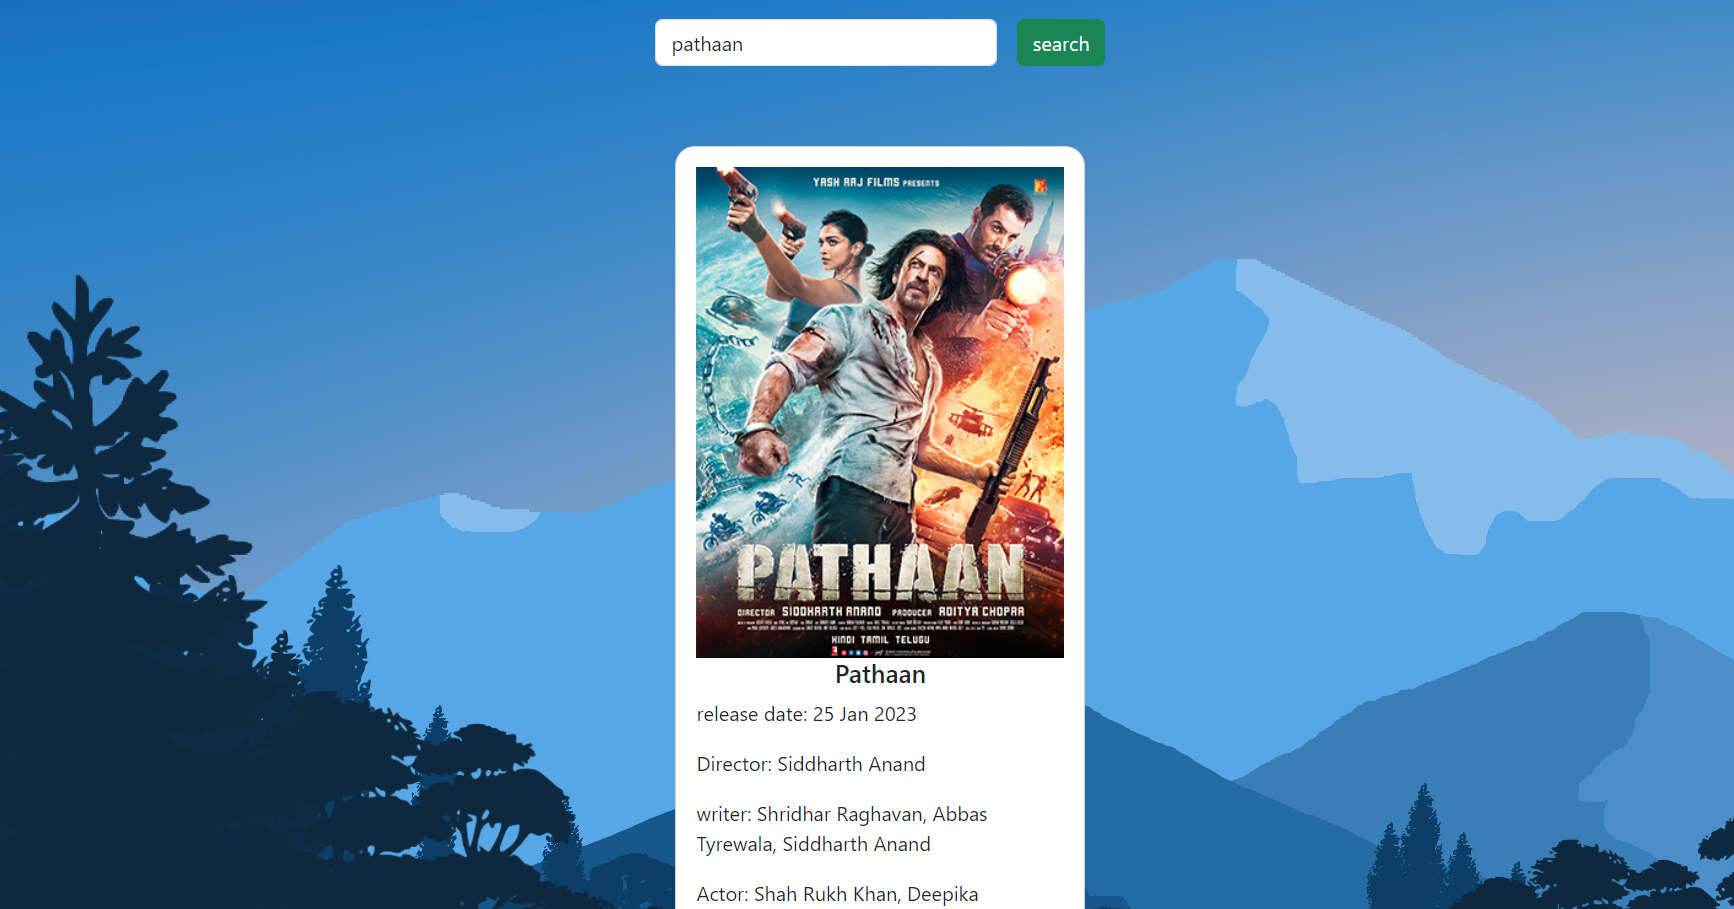 pathaan
search
YASH RAJ FILMS PRESENTS
PATHAAN
DIRECTOR SIDDHARTH ANAND PRODUCER ADITYA CHOPRA
HINDI TAMIL TELUGU
Pathaan
release date: 25 Jan 2023
Director: Siddharth Anand
writer: Shridhar Raghavan, Abbas
Tyrewala, Siddharth Anand
Actor: Shah Rukh Khan, Deepika